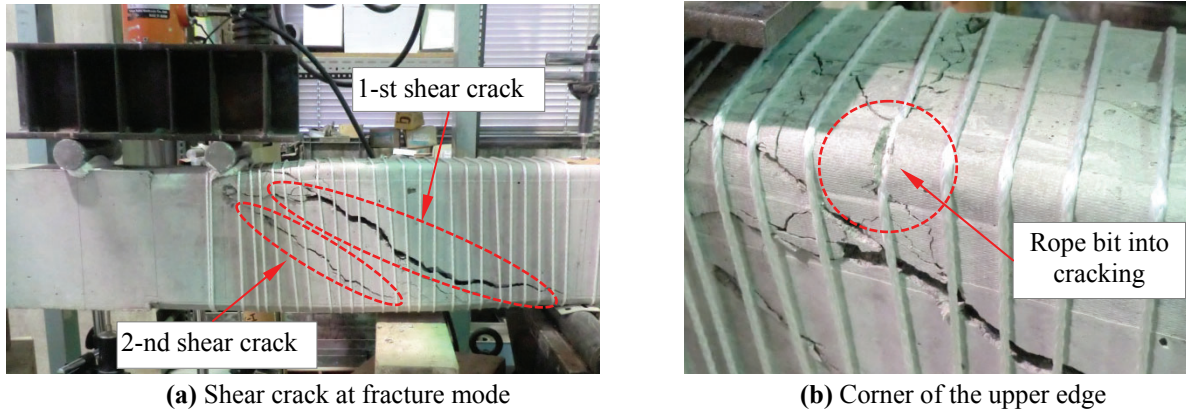 1-st shear crack
2-nd shear crack
(a) Shear crack at fracture mode
Rope bit into
cracking
(b) Corner of the upper edge